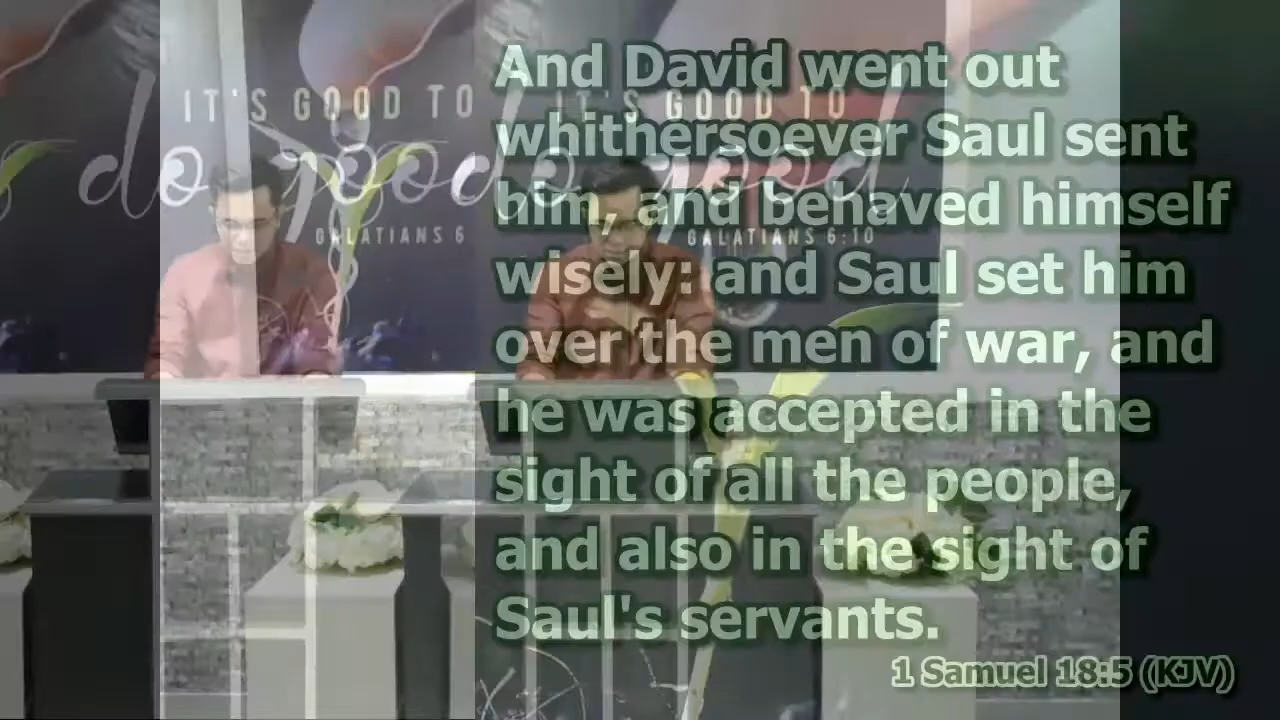 IT'S GOOD TO
do good
GALATIANS 6
IT'S GOOD TO
do good
GALATIANS 6:10
And David went out
whithersoever Saul sent
him, and behaved himself
wisely: and Saul set him
over the men of war, and
he was accepted in the
sight of all the people,
and also in the sight of
Saul's servants.
1 Samuel 18:5 (KJV)